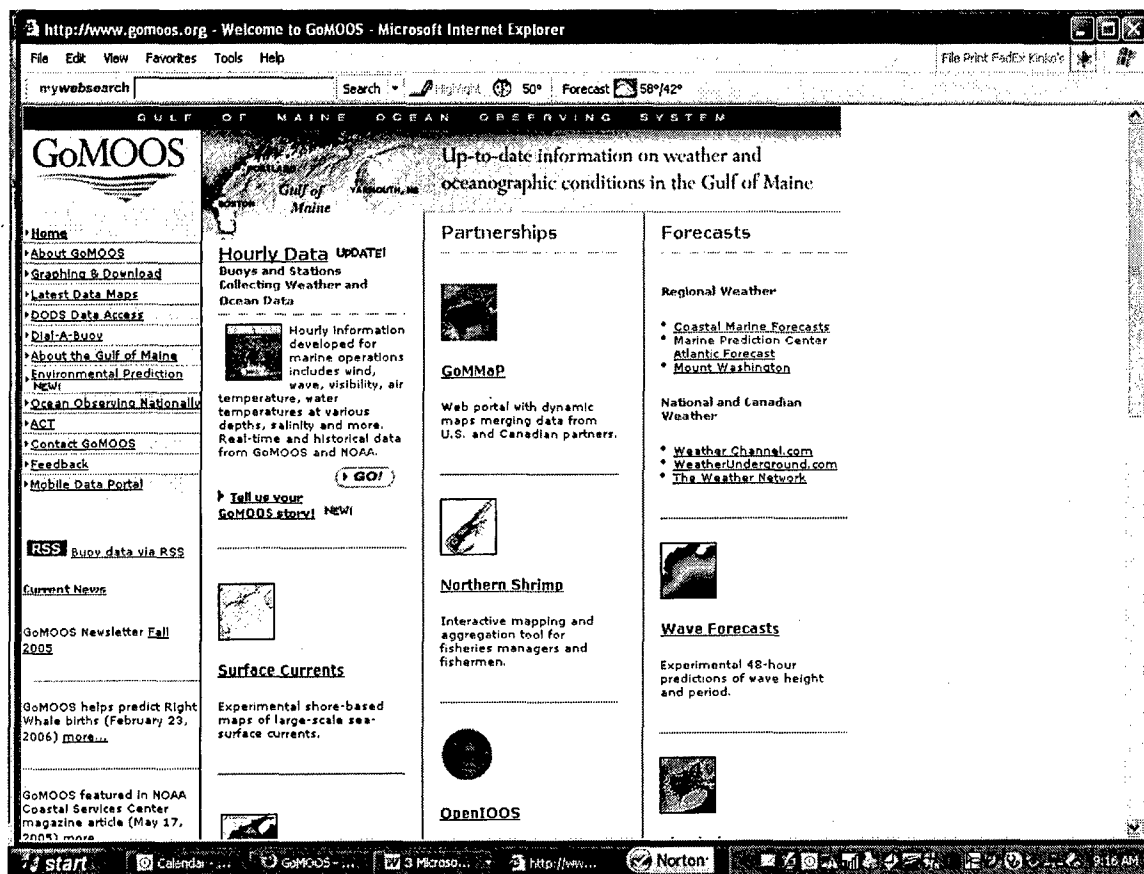 http://www.gomoos.org - Welcome to GoMOOS - Microsoft Internet Explorer
File Edit View Favorites Tools Help
File Print FedEx Kinko's
mywebsearch Search Highlight 50° Forecast 58°/42°
GULF OF MAINE OCEAN OBSERVING SYSTEM
GoMOOS
PORTLAND
Gulf of
Maine
YARMOUTH, NS
BOSTON
Up-to-date information on weather and
oceanographic conditions in the Gulf of Maine
Home
About GoMOOS
Graphing & Download
Latest Data Maps
DODS Data Access
Dial-A-Buoy
About the Gulf of Maine
Environmental Prediction
NEW!
Ocean Observing Nationally
ACT
Contact GoMOOS
Feedback
Mobile Data Portal
RSS Buoy data via RSS
Current News
GoMOOS Newsletter Fall
2005
GoMOOS helps predict Right
Whale births (February 23,
2006) more...
GoMOOS featured in NOAA
Coastal Services Center
magazine article (May 17,
2005) more
Hourly Data UPDATE!
Buoys and Stations
Collecting Weather and
Ocean Data
Hourly information
developed for
marine operations
includes wind,
wave, visibility, air
temperature, water
temperatures at various
depths, salinity and more.
Real-time and historical data
from GoMOOS and NOAA.
GO!
Tell us your
GoMOOS story! NEW!
Surface Currents
Experimental shore-based
maps of large-scale sea-
surface currents.
Partnerships
GoMMaP
Web portal with dynamic
maps merging data from
U.S. and Canadian partners.
Northern Shrimp
Interactive mapping and
aggregation tool for
fisheries managers and
fishermen.
OpenIOOS
Forecasts
Regional Weather
• Coastal Marine Forecasts
• Marine Prediction Center
Atlantic Forecast
• Mount Washington
National and Canadian
Weather
• Weather Channel.com
• WeatherUnderground.com
• The Weather Network
Wave Forecasts
Experimental 48-hour
predictions of wave height
and period.
start Calendar - ... GoMOOS - ... 3 Microso... http://ww... Norton 9:16 AM